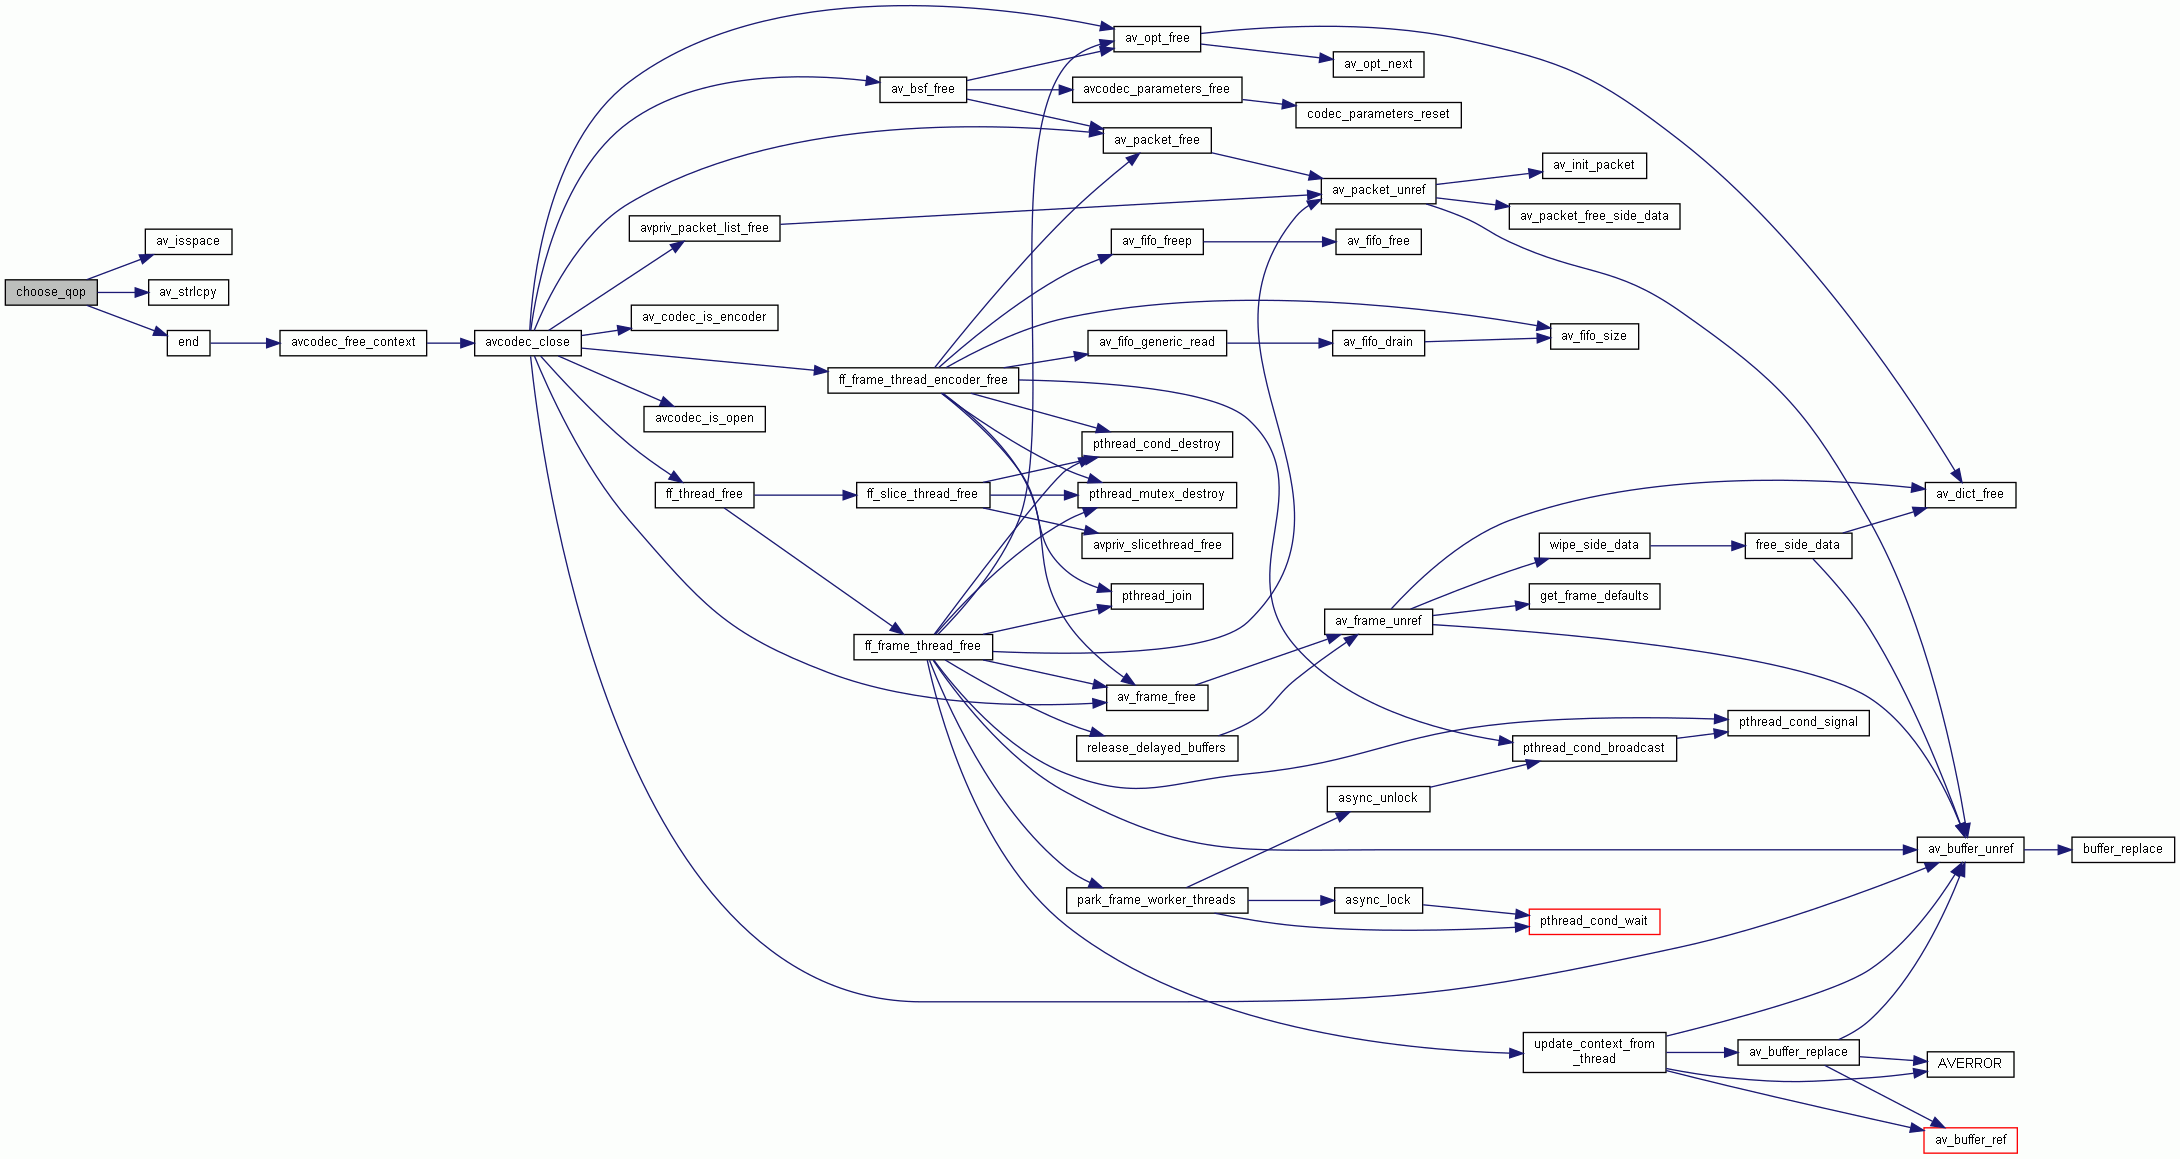 choose_qop
av_isspace
av_strlcpy
end
avcodec_free_context
avcodec_close
avpriv_packet_list_free
av_codec_is_encoder
avcodec_is_open
ff_thread_free
av_bsf_free
ff_frame_thread_encoder_free
ff_slice_thread_free
ff_frame_thread_free
av_opt_free
avcodec_parameters_free
av_packet_free
av_fifo_freep
av_fifo_generic_read
pthread_cond_destroy
pthread_mutex_destroy
avpriv_slicethread_free
pthread_join
av_frame_free
release_delayed_buffers
park_frame_worker_threads
av_opt_next
codec_parameters_reset
av_packet_unref
av_fifo_free
av_fifo_drain
av_frame_unref
async_unlock
async_lock
av_init_packet
av_packet_free_side_data
av_fifo_size
wipe_side_data
get_frame_defaults
pthread_cond_broadcast
pthread_cond_wait
update_context_from
_thread
free_side_data
pthread_cond_signal
av_buffer_replace
av_dict_free
av_buffer_unref
AVERROR
av_buffer_ref
buffer_replace